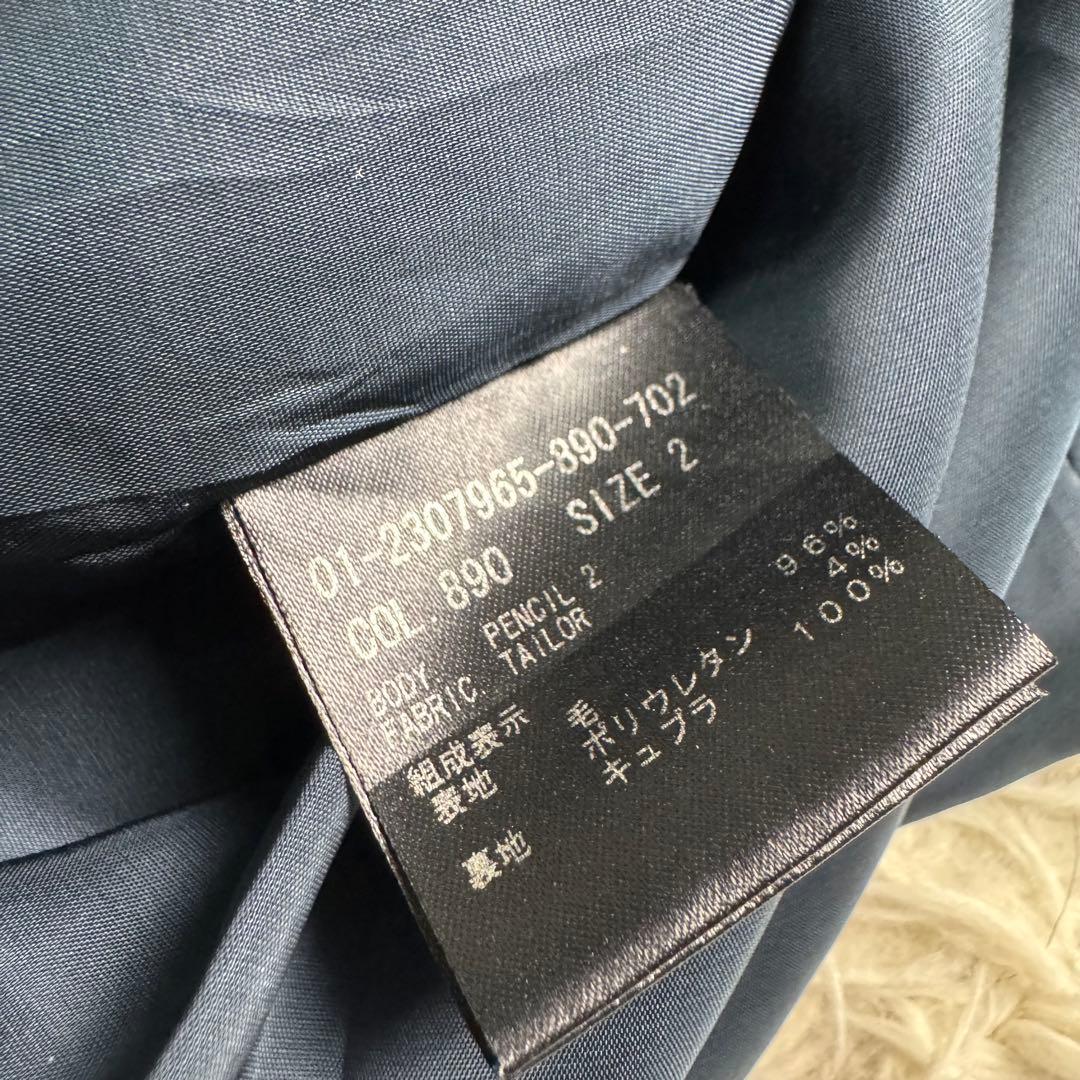 01-2307965-890-702
COL. 890 SIZE 2
BODY PENCIL 2
FABRIC TAILOR
組成表示
表地 毛 96%
ポリウレタン 4%
裏地 キュプラ 100%